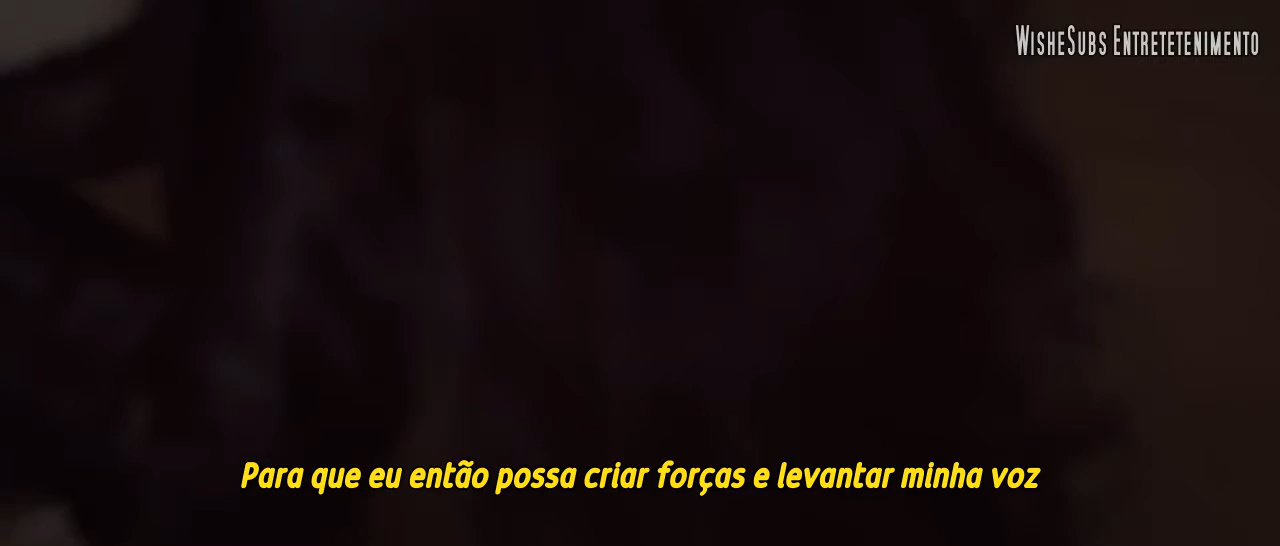 WisheSubs Entretetenimento
Para que eu então possa criar forças e levantar minha voz